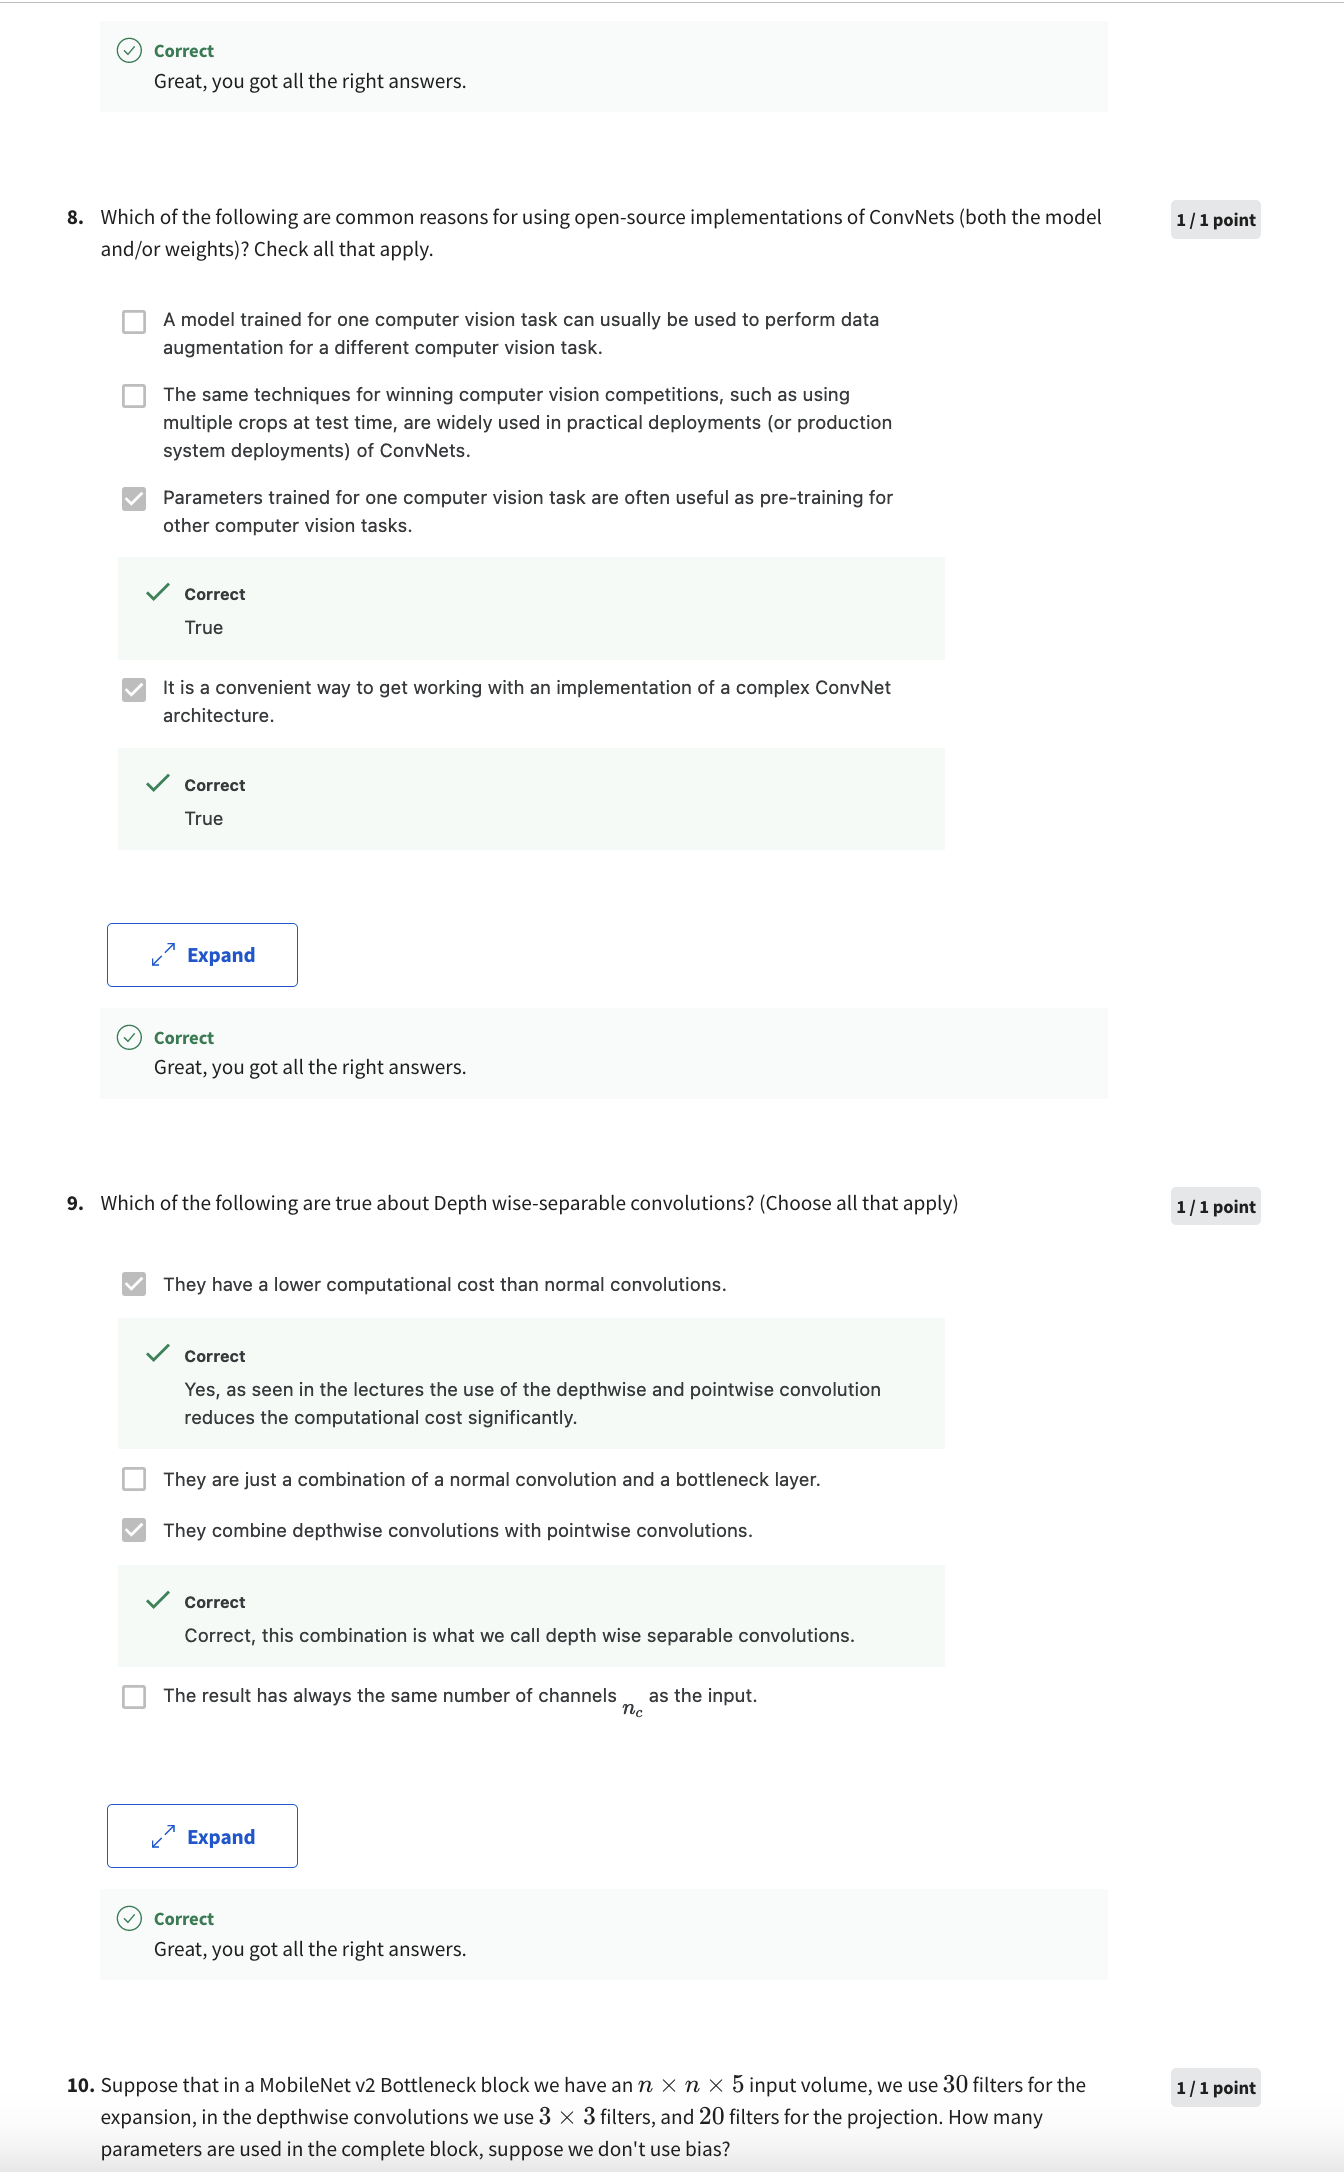 Correct
Great, you got all the right answers.
8. Which of the following are common reasons for using open-source implementations of ConvNets (both the model
and/or weights)? Check all that apply.
1 / 1 point
A model trained for one computer vision task can usually be used to perform data
augmentation for a different computer vision task.
The same techniques for winning computer vision competitions, such as using
multiple crops at test time, are widely used in practical deployments (or production
system deployments) of ConvNets.
Parameters trained for one computer vision task are often useful as pre-training for
other computer vision tasks.
Correct
True
It is a convenient way to get working with an implementation of a complex ConvNet
architecture.
Correct
True
Expand
Correct
Great, you got all the right answers.
9. Which of the following are true about Depth wise-separable convolutions? (Choose all that apply)
1 / 1 point
They have a lower computational cost than normal convolutions.
Correct
Yes, as seen in the lectures the use of the depthwise and pointwise convolution
reduces the computational cost significantly.
They are just a combination of a normal convolution and a bottleneck layer.
They combine depthwise convolutions with pointwise convolutions.
Correct
Correct, this combination is what we call depth wise separable convolutions.
The result has always the same number of channels n_c as the input.
Expand
Correct
Great, you got all the right answers.
10. Suppose that in a MobileNet v2 Bottleneck block we have an n × n × 5 input volume, we use 30 filters for the
expansion, in the depthwise convolutions we use 3 × 3 filters, and 20 filters for the projection. How many
parameters are used in the complete block, suppose we don't use bias?
1 / 1 point